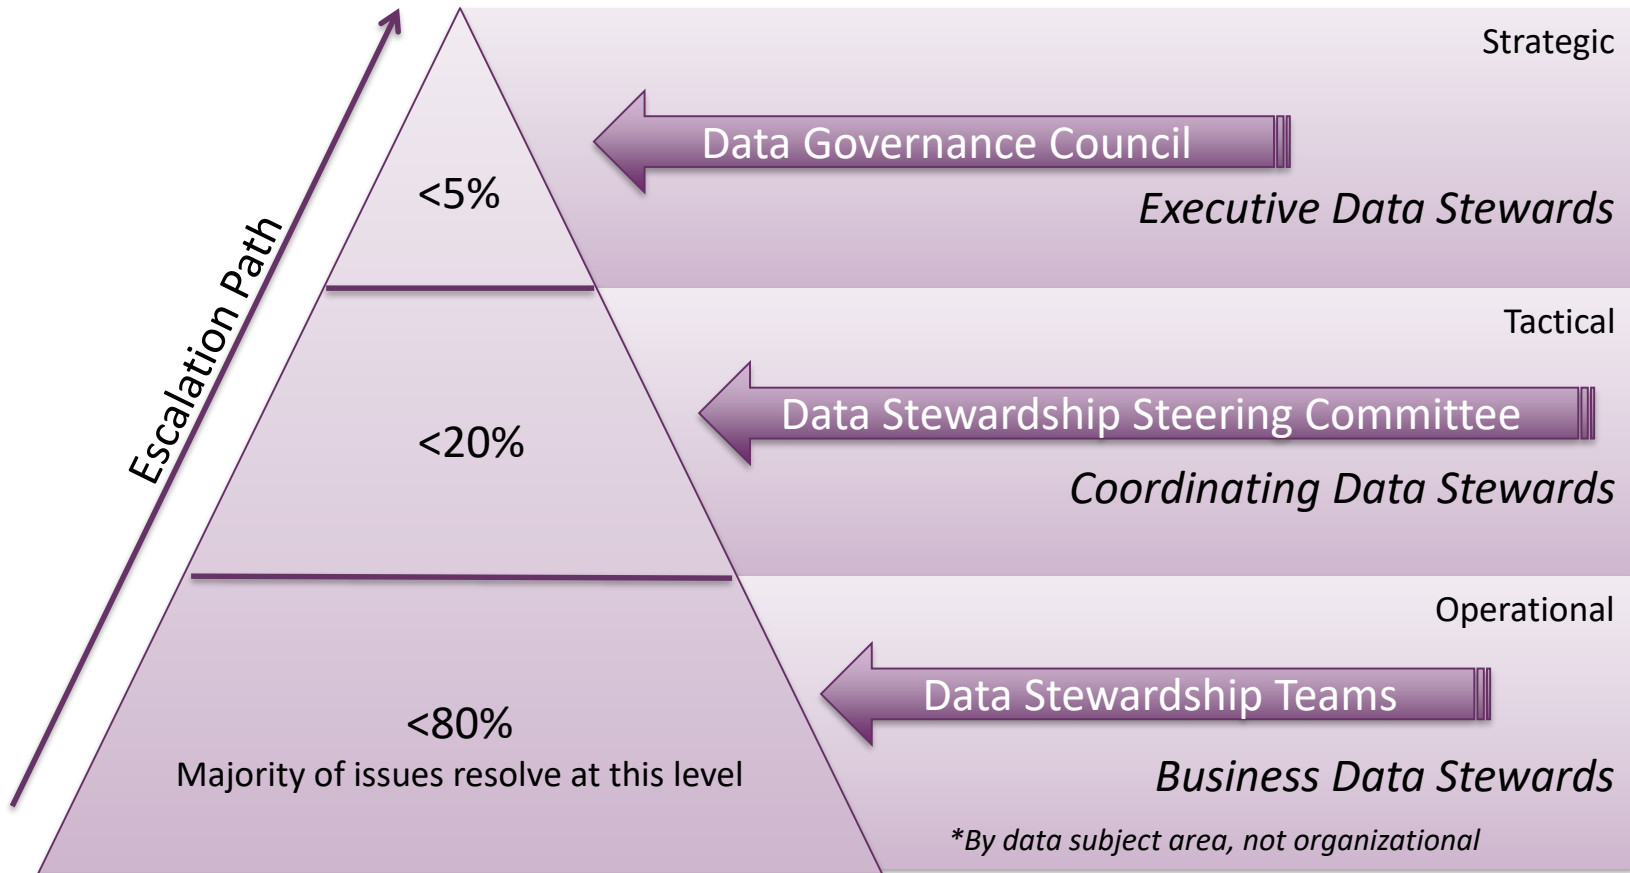 Strategic
Data Governance Council
<5%
Executive Data Stewards
Escalation Path
Tactical
Data Stewardship Steering Committee
<20%
Coordinating Data Stewards
Operational
Data Stewardship Teams
<80%
Majority of issues resolve at this level
Business Data Stewards
*By data subject area, not organizational